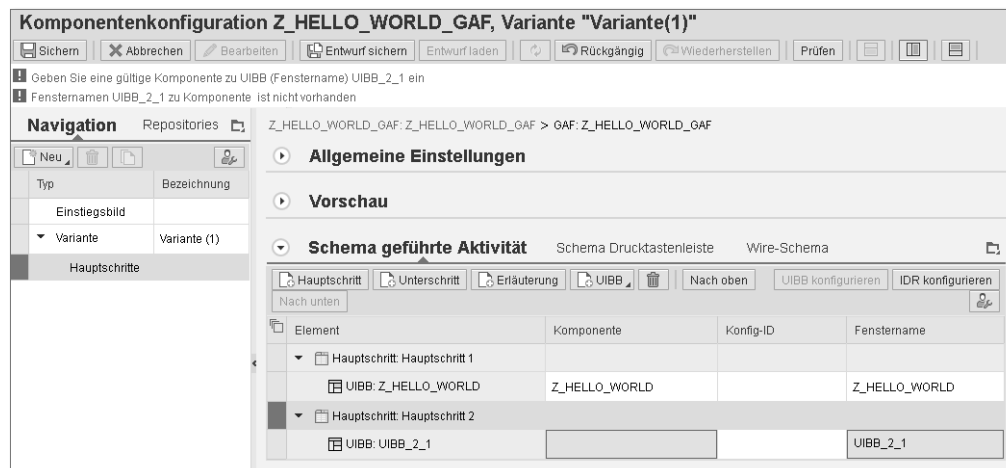 Komponentenkonfiguration Z_HELLO_WORLD_GAF, Variante "Variante(1)"
Sichern Abbrechen Bearbeiten Entwurf sichern Entwurf laden Rückgängig Wiederherstellen Prüfen
Geben Sie eine gültige Komponente zu UIBB (Fenstername) UIBB_2_1 ein
Fensternamen UIBB_2_1 zu Komponente ist nicht vorhanden
Navigation Repositories
Neu
Typ Bezeichnung
Einstiegsbild
Variante Variante (1)
Hauptschritte
Z_HELLO_WORLD_GAF: Z_HELLO_WORLD_GAF > GAF: Z_HELLO_WORLD_GAF
Allgemeine Einstellungen
Vorschau
Schema geführte Aktivität Schema Drucktastenleiste Wire-Schema
Hauptschritt Unterschritt Erläuterung UIBB Nach oben UIBB konfigurieren IDR konfigurieren
Nach unten
Element Komponente Konfig-ID Fenstername
Hauptschritt: Hauptschritt 1
UIBB: Z_HELLO_WORLD Z_HELLO_WORLD Z_HELLO_WORLD
Hauptschritt: Hauptschritt 2
UIBB: UIBB_2_1 UIBB_2_1